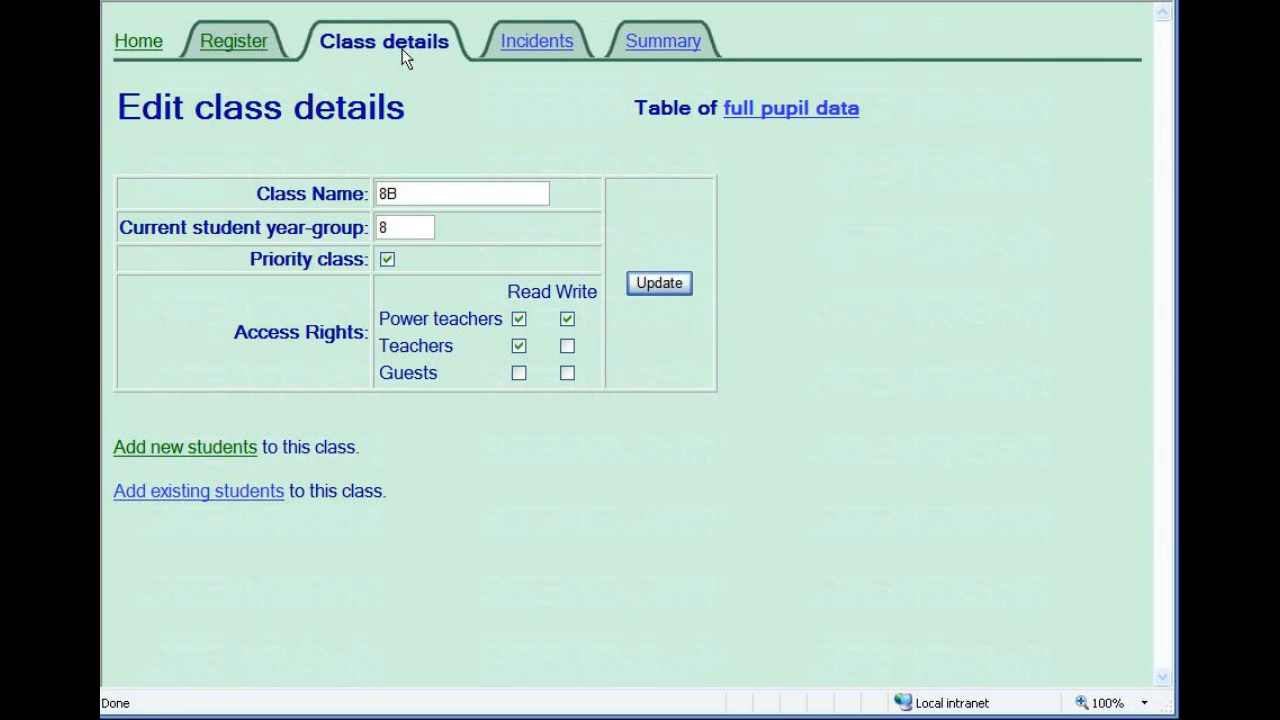 Home Register Class details Incidents Summary
Edit class details
Table of full pupil data
Class Name: 8B
Current student year-group: 8
Priority class:
Update
Read Write
Access Rights:
Power teachers
Teachers
Guests
Add new students to this class.
Add existing students to this class.
Done
Local intranet
100%